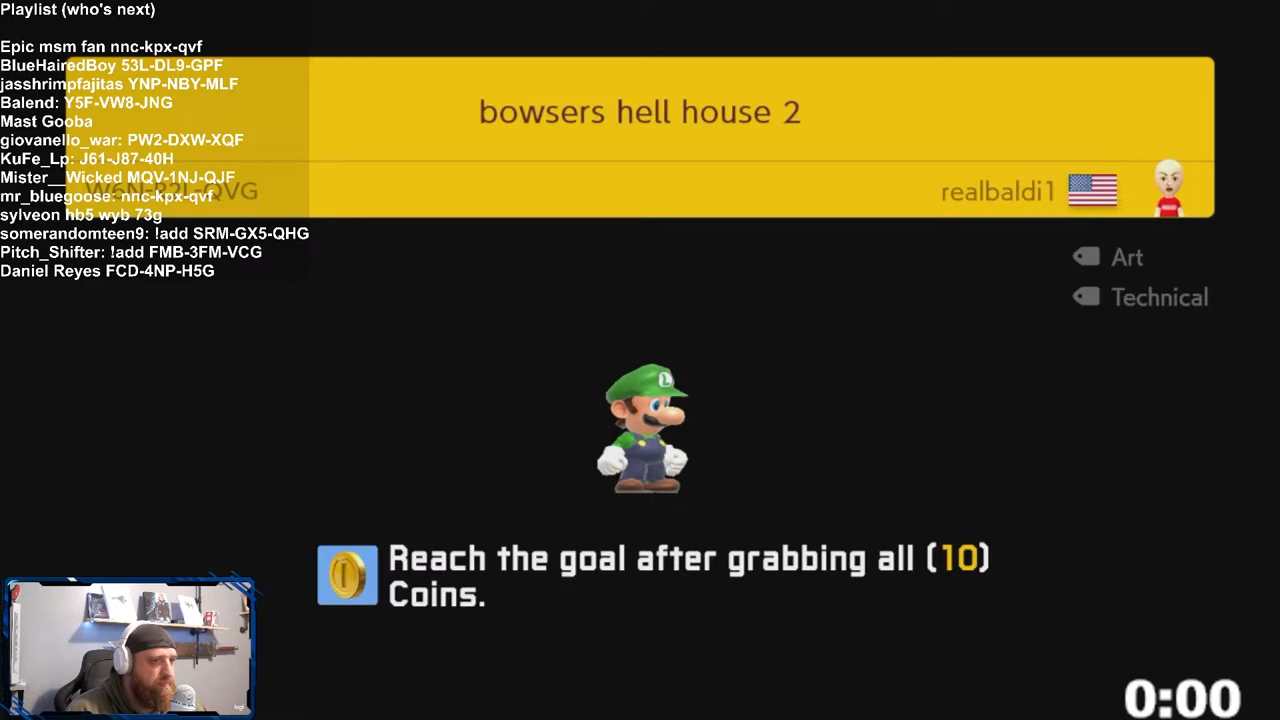 Playlist (who's next)
Epic msm fan nnc-kpx-qvf
BlueHairedBoy 53L-DL9-GPF
jasshrimpfajitas YNP-NBY-MLF
Balend: Y5F-VW8-JNG
Mast Gooba
giovanello_war: PW2-DXW-XQF
KuFe_Lp: J61-J87-40H
Mister__Wicked MQV-1NJ-QJF
mr_bluegoose: nnc-kpx-qvf
sylveon hb5 wyb 73g
somerandomteen9: !add SRM-GX5-QHG
Pitch_Shifter: !add FMB-3FM-VCG
Daniel Reyes FCD-4NP-H5G
bowsers hell house 2
realbaldi1
Art
Technical
L
Reach the goal after grabbing all (10)
Coins.
0:00
logi